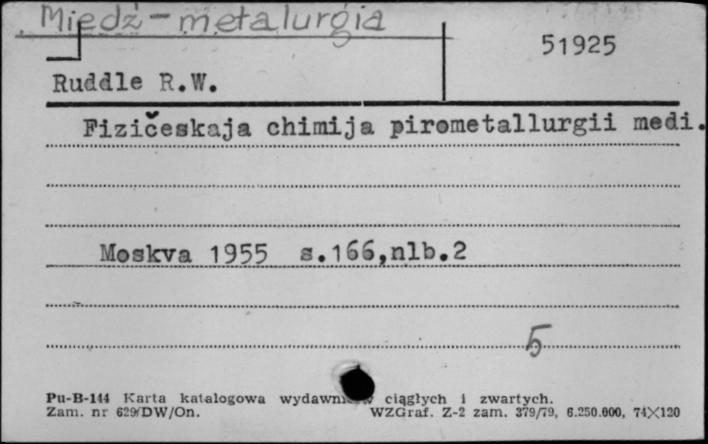 Miedź - metalurgia
51925
Ruddle R.W.
Fizičeskaja chimija pirometallurgii medi.
Moskva 1955 s.166,nlb.2
5
Pu-B-144 Karta katalogowa ciągłych i zwartych.
Zam. nr 629/DW/On. WZGraf. Z-2 zam. 379/79, 6.250.000, 74×120